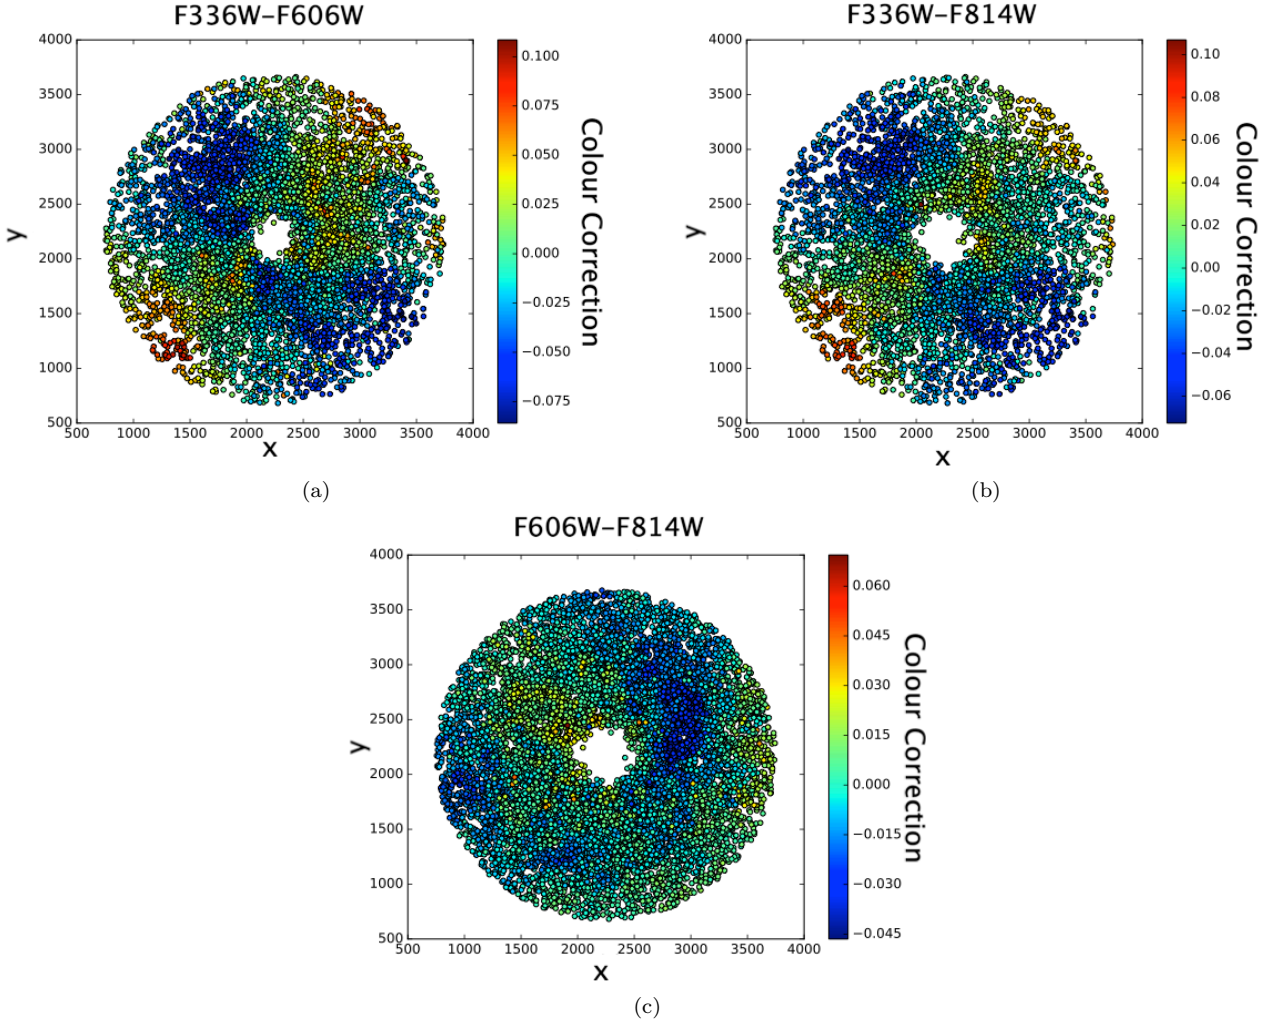 F336W−F606W
4000
3500
3000
2500
2000
1500
1000
500
y
500 1000 1500 2000 2500 3000 3500 4000
x
0.100
0.075
0.050
0.025
0.000
−0.025
−0.050
−0.075
Colour Correction
(a)
F336W−F814W
4000
3500
3000
2500
2000
1500
1000
500
y
500 1000 1500 2000 2500 3000 3500 4000
x
0.10
0.08
0.06
0.04
0.02
0.00
−0.02
−0.04
−0.06
Colour Correction
(b)
F606W−F814W
4000
3500
3000
2500
2000
1500
1000
500
y
500 1000 1500 2000 2500 3000 3500 4000
x
0.060
0.045
0.030
0.015
0.000
−0.015
−0.030
−0.045
Colour Correction
(c)